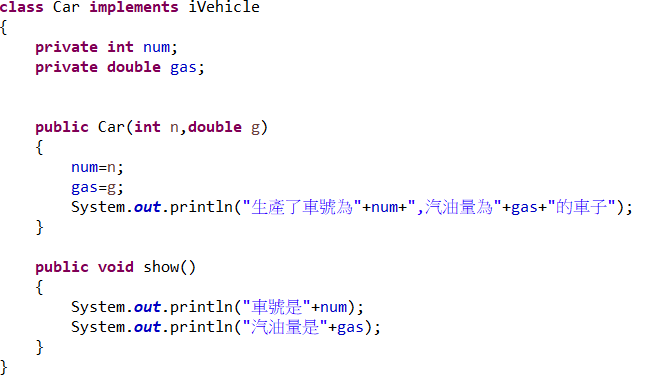 class Car implements iVehicle
{
    private int num;
    private double gas;
    public Car(int n,double g)
    {
        num=n;
        gas=g;
        System.out.println("生產了車號為"+num+",汽油量為"+gas+"的車子");
    }
    public void show()
    {
        System.out.println("車號是"+num);
        System.out.println("汽油量是"+gas);
    }
}